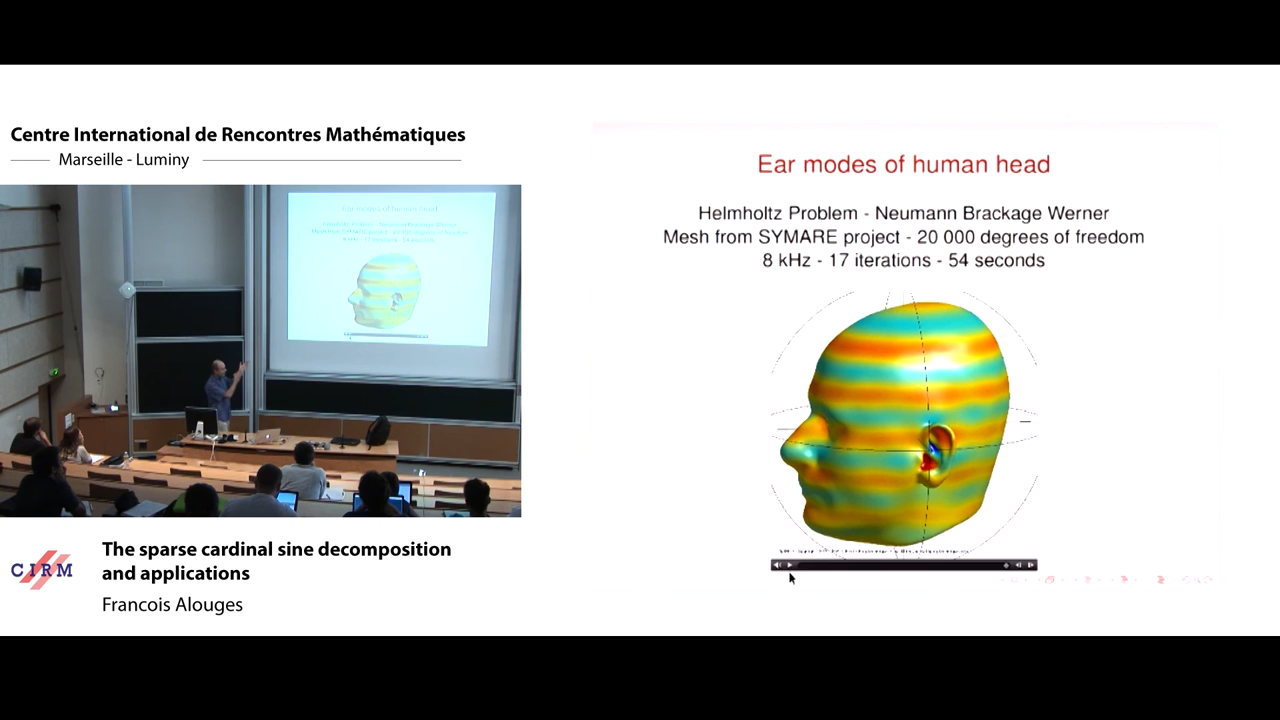 Centre International de Rencontres Mathématiques
Marseille - Luminy
Ear modes of human head
Helmholtz Problem - Neumann Brackage Werner
Mesh from SYMARE project - 20 000 degrees of freedom
8 kHz - 17 iterations - 54 seconds
CIRM
The sparse cardinal sine decomposition
and applications
Francois Alouges